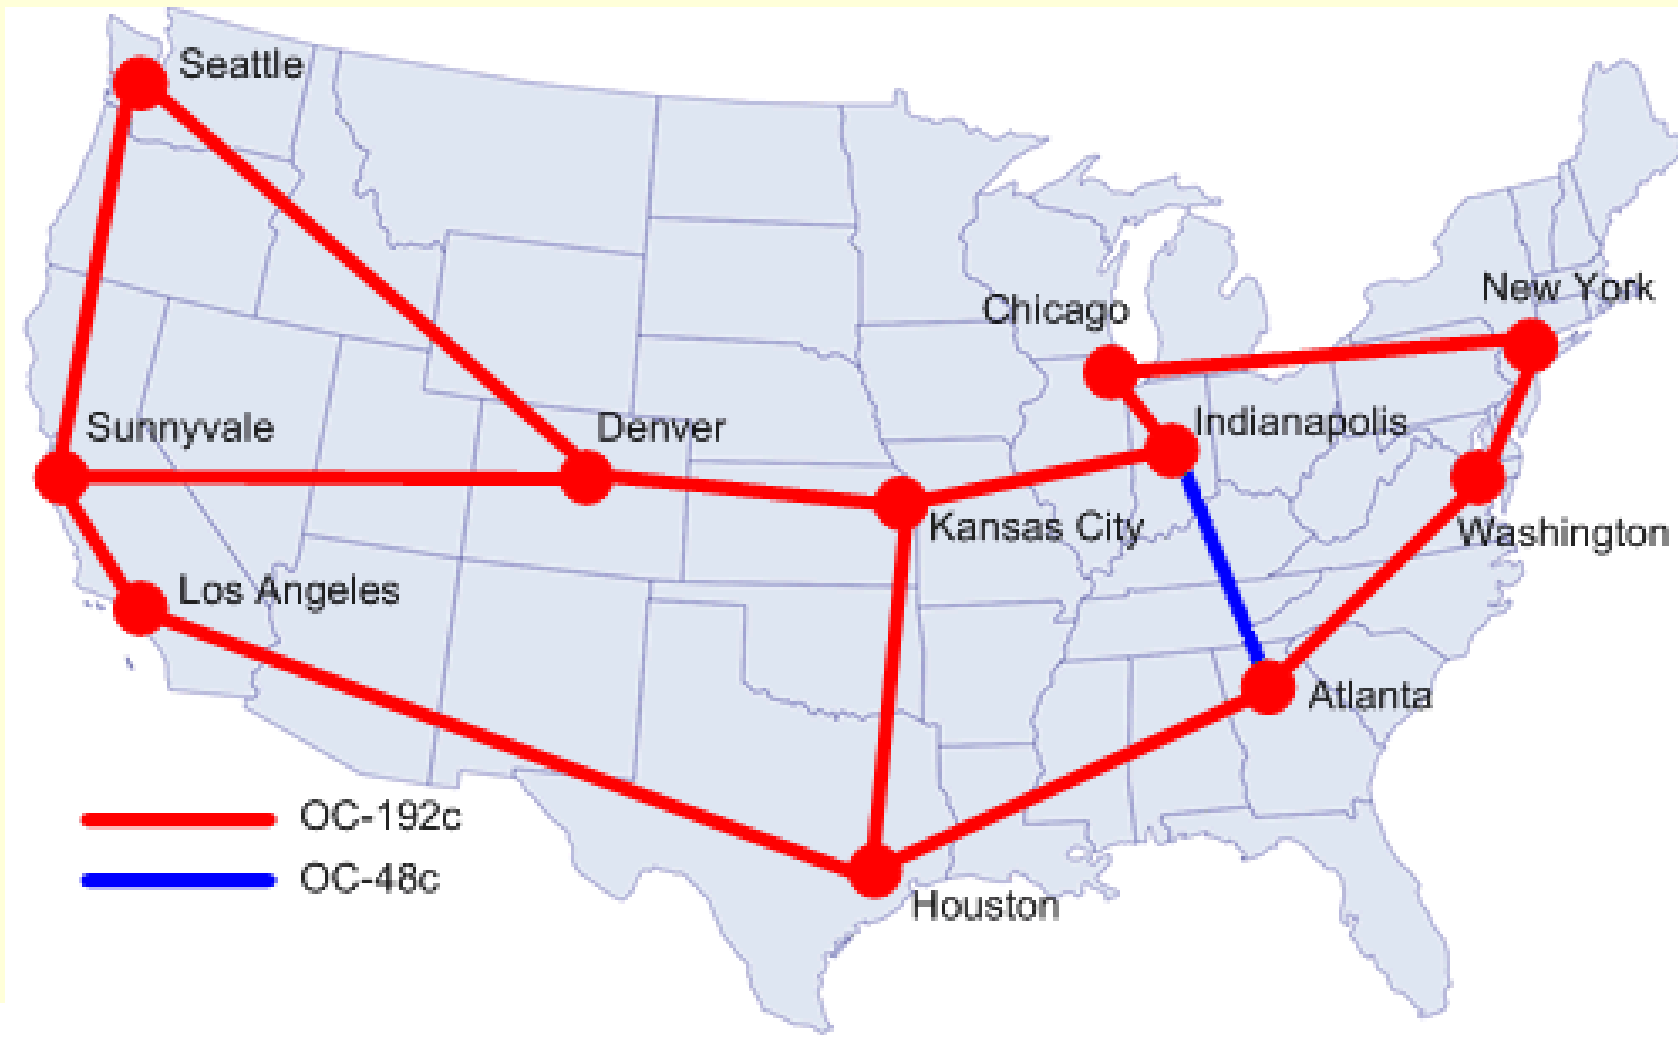 Seattle
New York
Chicago
Sunnyvale
Denver
Indianapolis
Kansas City
Washington
Los Angeles
Atlanta
OC-192c
OC-48c
Houston